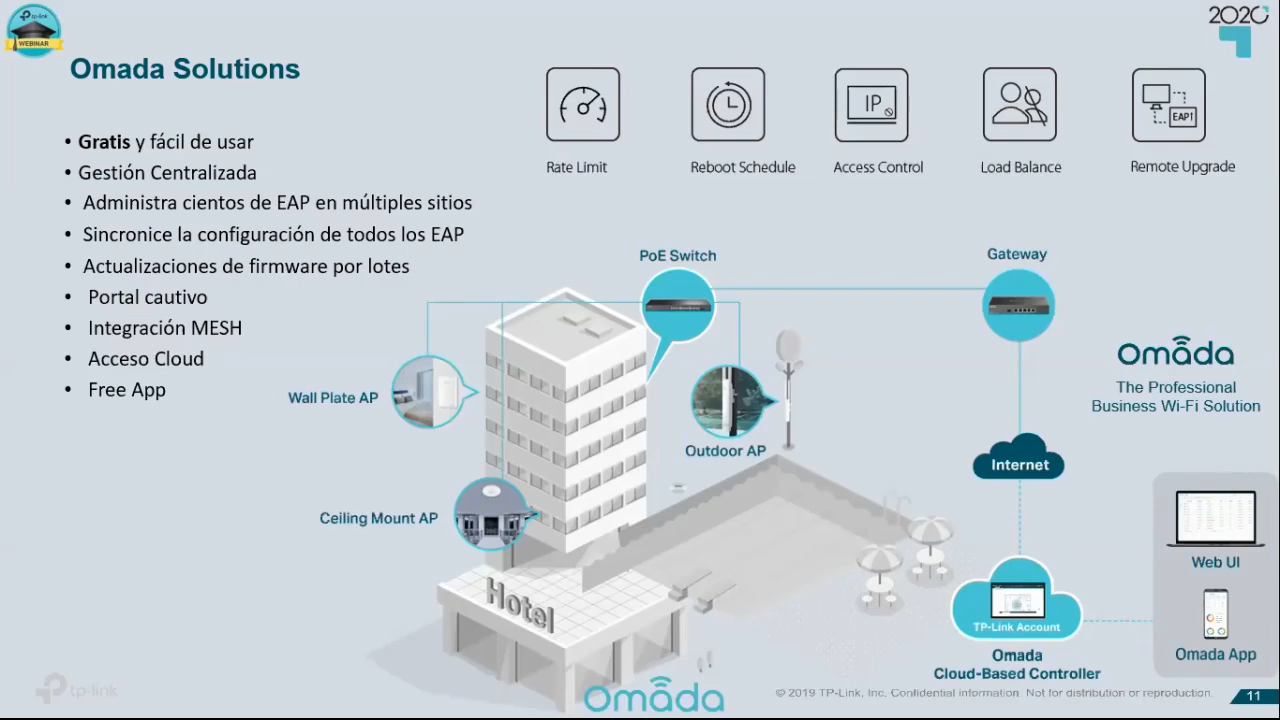 tp-link
WEBINAR
2020
Omada Solutions
• Gratis y fácil de usar
• Gestión Centralizada
• Administra cientos de EAP en múltiples sitios
• Sincronice la configuración de todos los EAP
• Actualizaciones de firmware por lotes
• Portal cautivo
• Integración MESH
• Acceso Cloud
• Free App
IP
EAP↑
Rate Limit
Reboot Schedule
Access Control
Load Balance
Remote Upgrade
PoE Switch
Gateway
Wall Plate AP
Outdoor AP
Ceiling Mount AP
Hotel
omada
The Professional
Business Wi-Fi Solution
Internet
TP-Link Account
Omada
Cloud-Based Controller
Web UI
Omada App
tp-link
omada
© 2019 TP-Link, Inc. Confidential information. Not for distribution or reproduction.
11